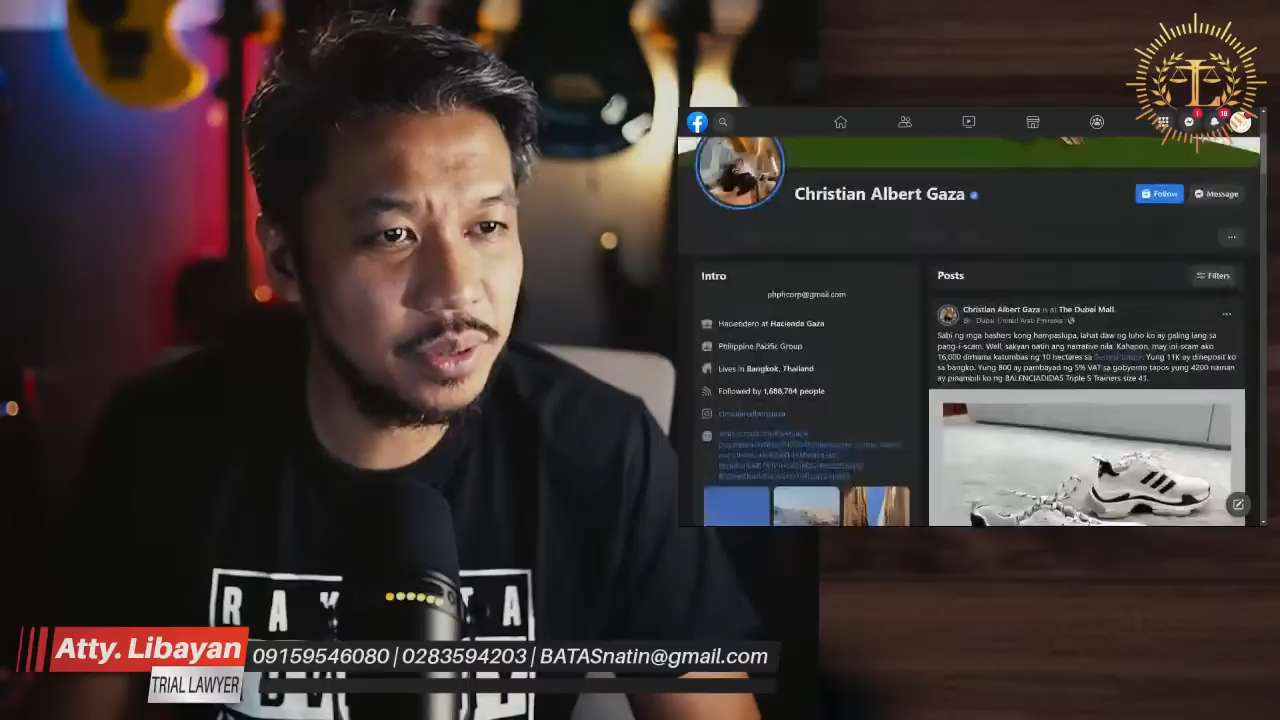 Christian Albert Gaza
Follow
Message
Intro
Posts
Filters
phphcorp@gmail.com
Haciendero at Hacienda Gaza
Philippine Pacific Group
Lives in Bangkok, Thailand
Followed by 1,688,784 people
christianalbertgaza
Christian Albert Gaza is at The Dubai Mall.
Dubai, United Arab Emirates
Sabi ng mga bashers kong hampaslupa, lahat daw ng luho ko ay galing lang sa
pang-i-scam. Well, sakyan natin ang narrative nila. Kahapon, may ini-scam ako
16,000 dirhams katumbas ng 10 hectares sa
Yung 11K ay dineposit ko
sa bangko. Yung 800 ay pambayad ng 5% VAT sa gobyerno tapos yung 4200 naman
ay pinambili ko ng BALENCIADIDAS Triple S Trainers size 41.
L
1
18
RAK
TA
Atty. Libayan
TRIAL LAWYER
09159546080 | 0283594203 | BATASnatin@gmail.com